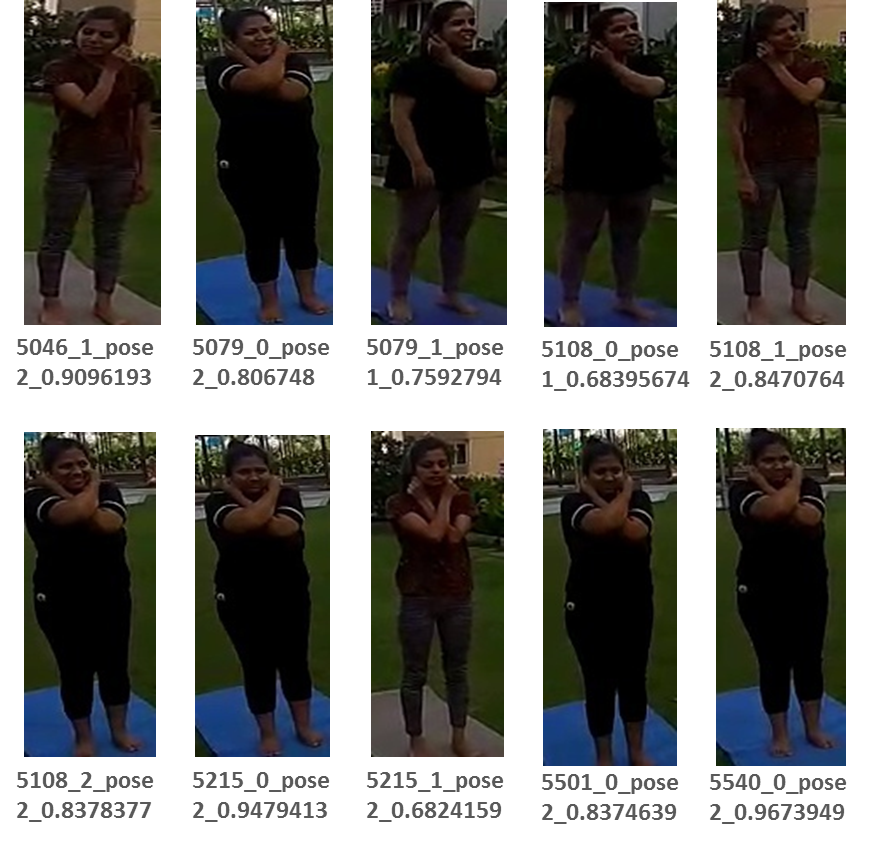 5046_1_pose
2_0.9096193
5079_0_pose
2_0.806748
5079_1_pose
1_0.7592794
5108_0_pose
1_0.68395674
5108_1_pose
2_0.8470764
5108_2_pose
2_0.8378377
5215_0_pose
2_0.9479413
5215_1_pose
2_0.6824159
5501_0_pose
2_0.8374639
5540_0_pose
2_0.9673949